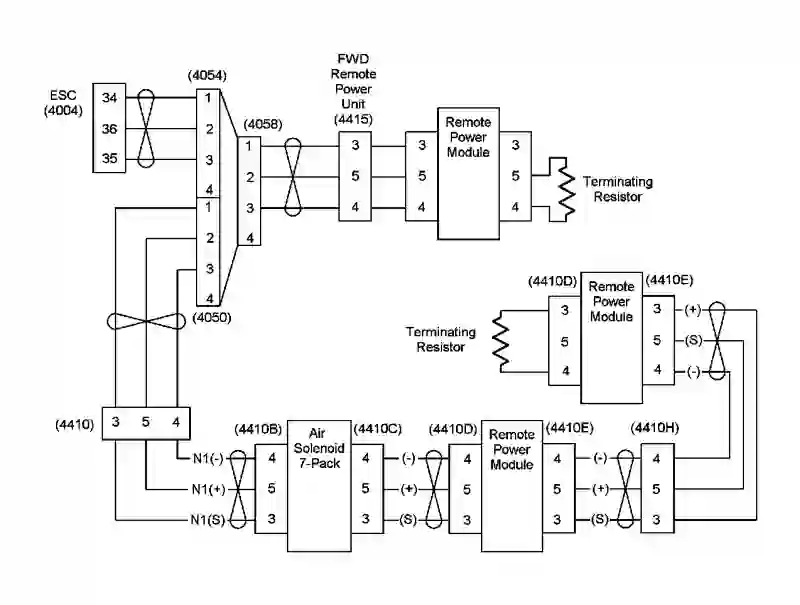 FWD
Remote
Power
Unit
(4415)
(4054)
ESC
(4004)
34
36
35
1
2
3
4
1
2
3
4
(4050)
(4058)
1
2
3
4
3
5
4
3
5
4
Remote
Power
Module
3
5
4
Terminating
Resistor
(4410D)
(4410E)
Remote
Power
Module
3
5
4
3
5
4
(+)
(S)
(-)
Terminating
Resistor
(4410)
3
5
4
N1(-)
N1(+)
N1(S)
(4410B)
4
5
3
Air
Solenoid
7-Pack
(4410C)
4
5
3
(-)
(+)
(S)
(4410D)
4
5
3
Remote
Power
Module
(4410E)
4
5
3
(-)
(+)
(S)
(4410H)
4
5
3